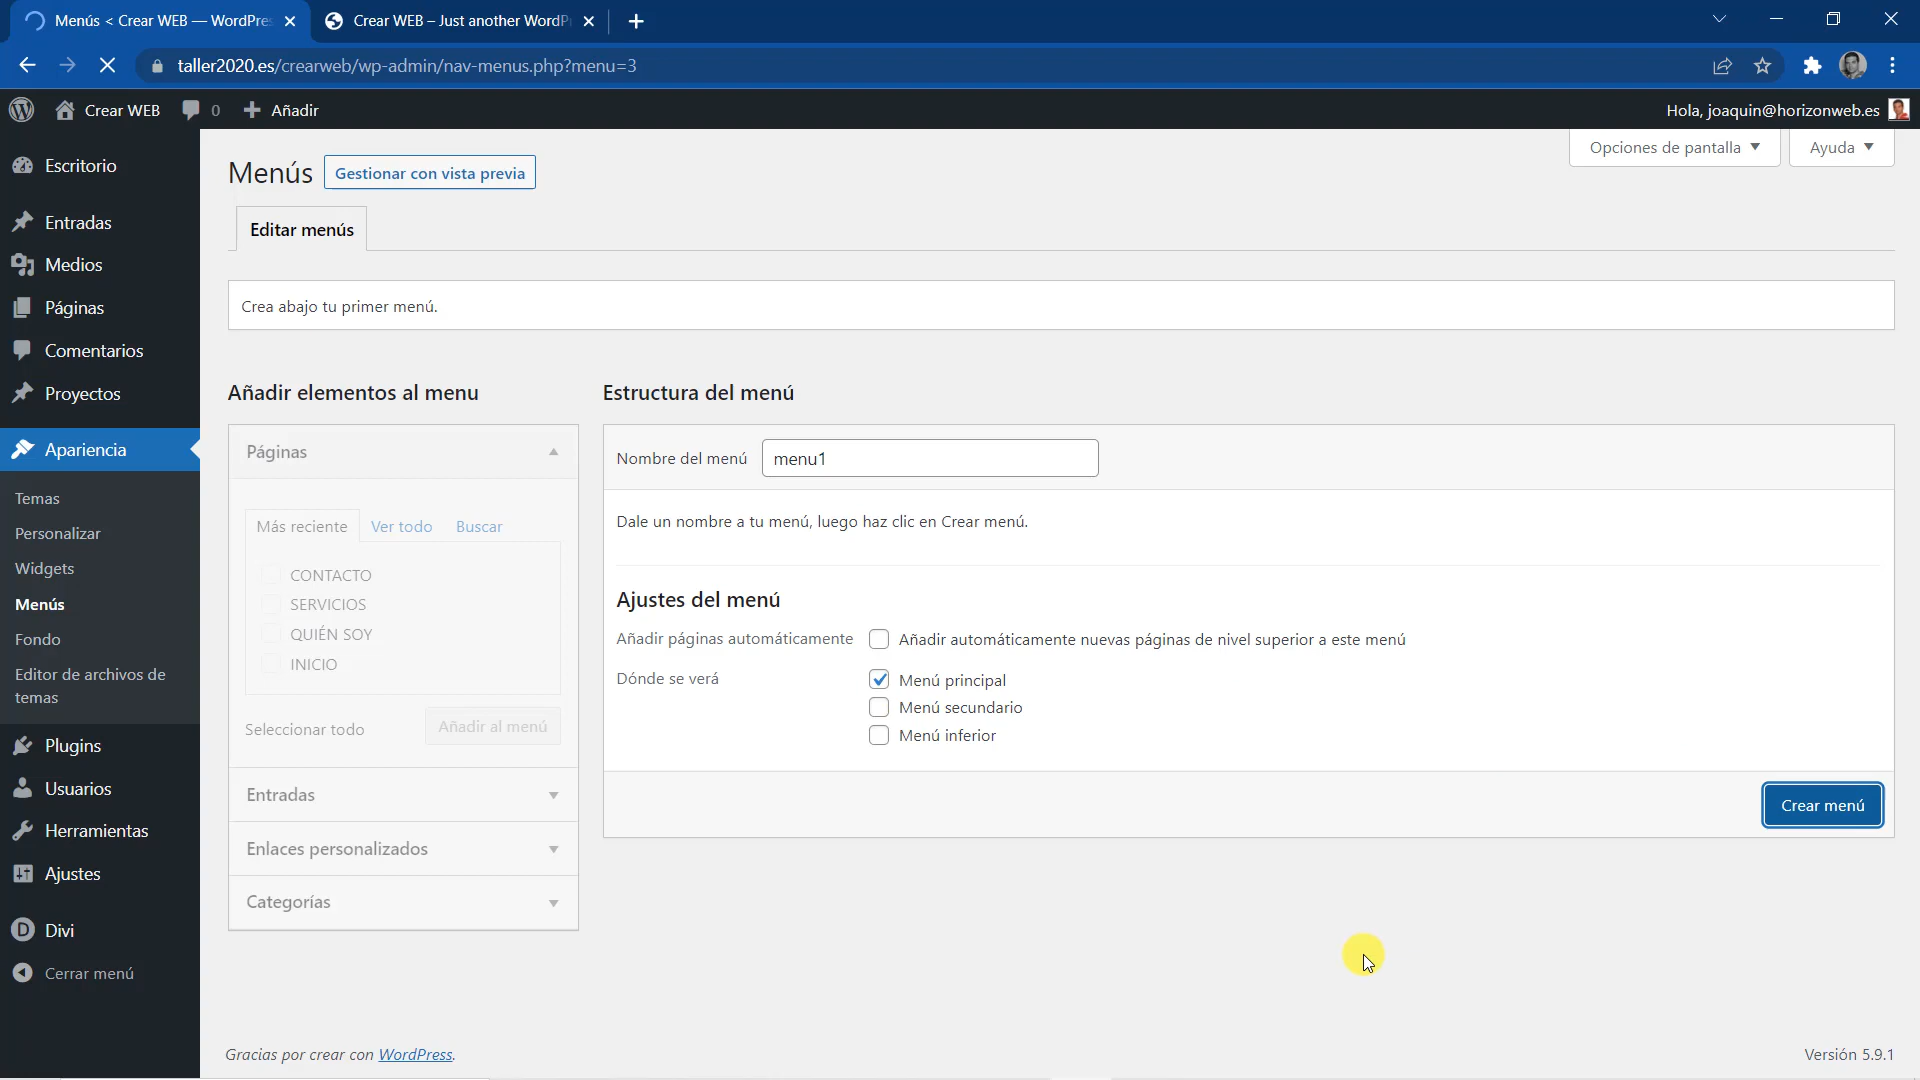 Menús < Crear WEB — WordPres
Crear WEB – Just another WordP
taller2020.es/crearweb/wp-admin/nav-menus.php?menu=3
Crear WEB
0
Añadir
Hola, joaquin@horizonweb.es
Escritorio
Entradas
Medios
Páginas
Comentarios
Proyectos
Apariencia
Temas
Personalizar
Widgets
Menús
Fondo
Editor de archivos de
temas
Plugins
Usuarios
Herramientas
Ajustes
Divi
Cerrar menú
Opciones de pantalla
Ayuda
Menús
Gestionar con vista previa
Editar menús
Crea abajo tu primer menú.
Añadir elementos al menu
Páginas
Más reciente
Ver todo
Buscar
CONTACTO
SERVICIOS
QUIÉN SOY
INICIO
Seleccionar todo
Añadir al menú
Entradas
Enlaces personalizados
Categorías
Estructura del menú
Nombre del menú
menu1
Dale un nombre a tu menú, luego haz clic en Crear menú.
Ajustes del menú
Añadir páginas automáticamente
Añadir automáticamente nuevas páginas de nivel superior a este menú
Dónde se verá
Menú principal
Menú secundario
Menú inferior
Crear menú
Gracias por crear con WordPress.
Versión 5.9.1